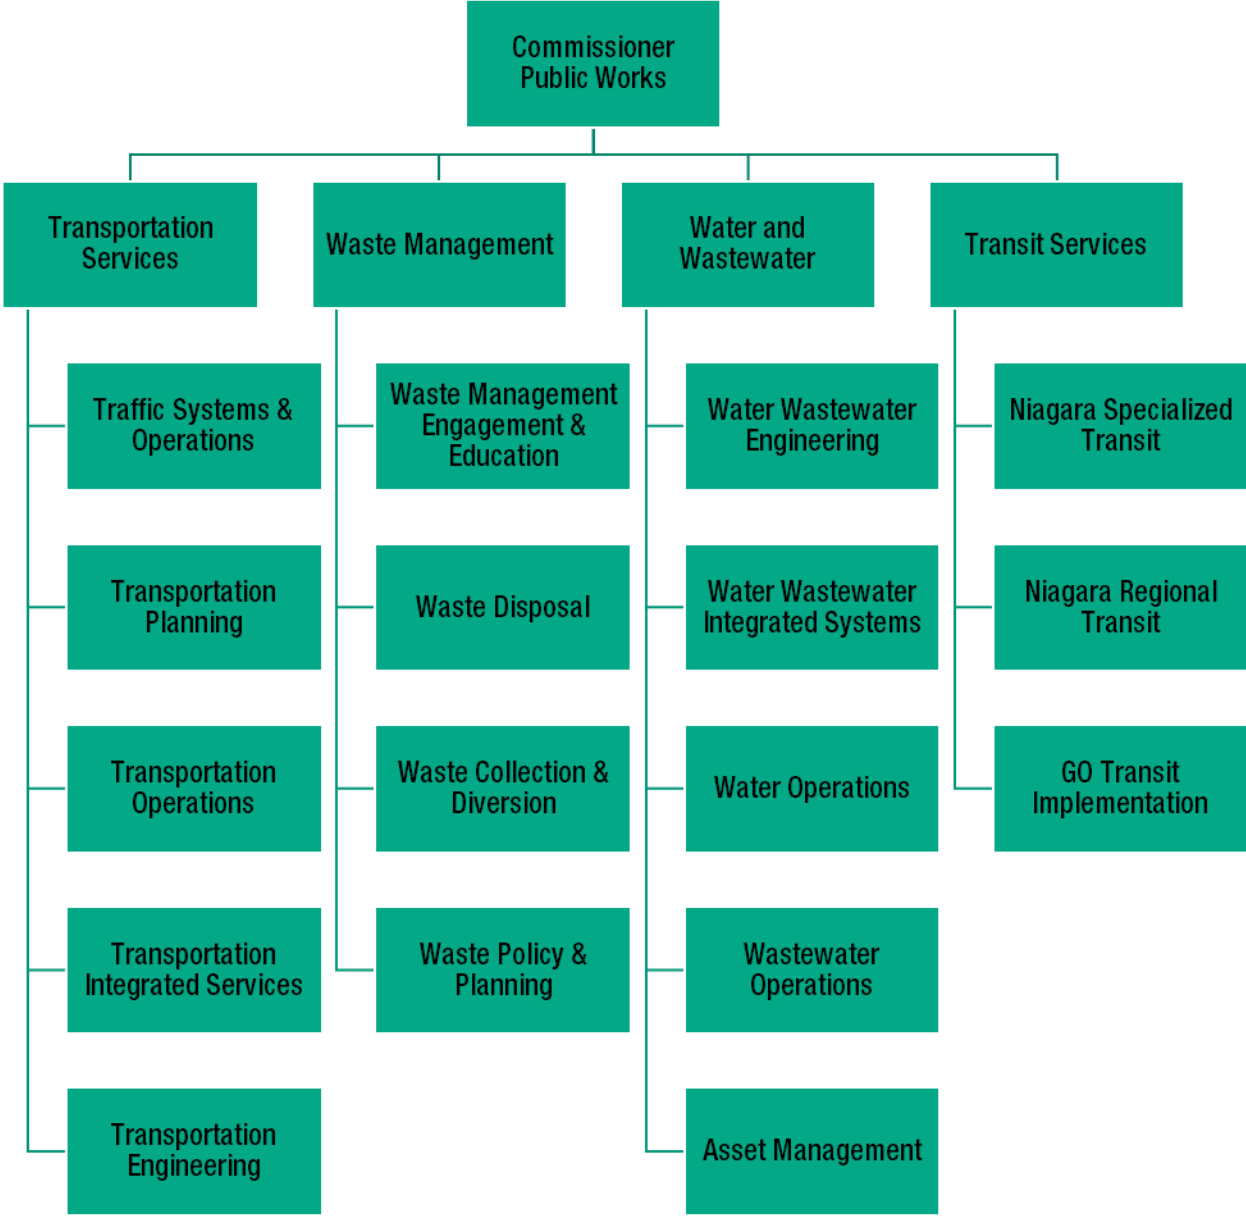 Commissioner
Public Works
Transportation
Services
Waste Management
Water and
Wastewater
Transit Services
Traffic Systems &
Operations
Transportation
Planning
Transportation
Operations
Transportation
Integrated Services
Transportation
Engineering
Waste Management
Engagement &
Education
Waste Disposal
Waste Collection &
Diversion
Waste Policy &
Planning
Water Wastewater
Engineering
Water Wastewater
Integrated Systems
Water Operations
Wastewater
Operations
Asset Management
Niagara Specialized
Transit
Niagara Regional
Transit
GO Transit
Implementation